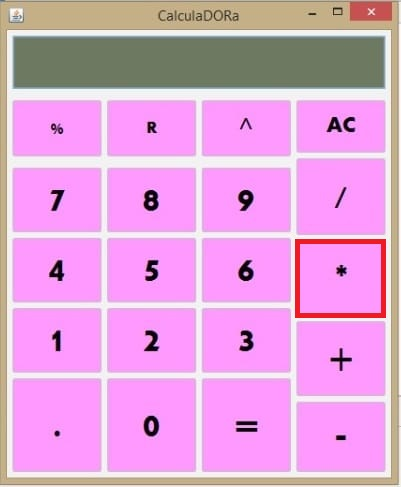 CalculaDORa
% R ^ AC
7 8 9 /
4 5 6 *
1 2 3 +
. 0 = -